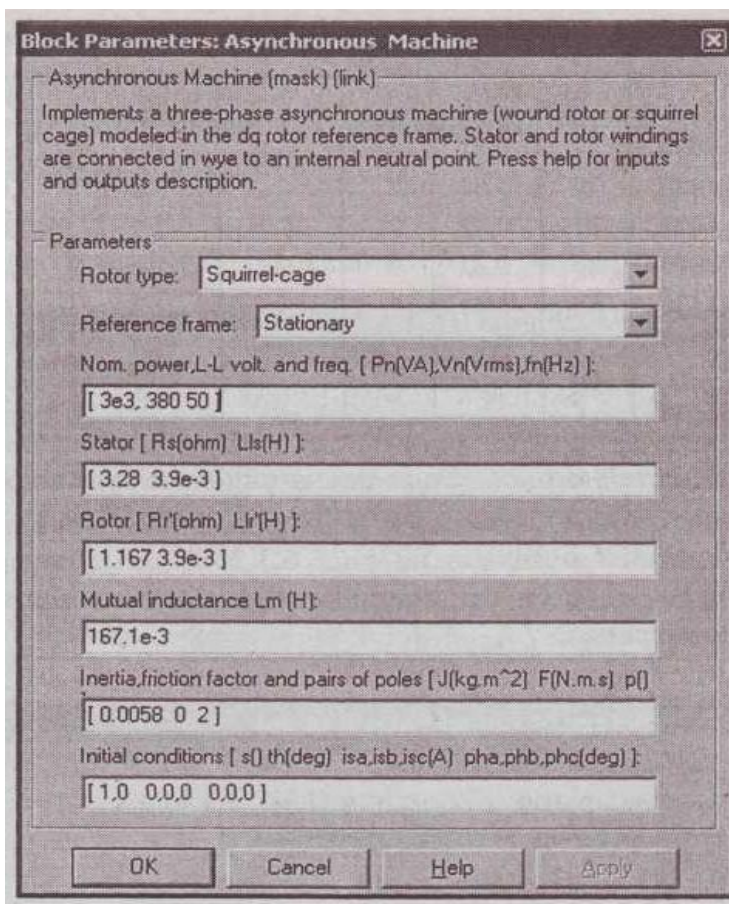 Block Parameters: Asynchronous Machine
Asynchronous Machine (mask) (link)
Implements a three-phase asynchronous machine (wound rotor or squirrel
cage) modeled in the dq rotor reference frame. Stator and rotor windings
are connected in wye to an internal neutral point. Press help for inputs
and outputs description.
Parameters
Rotor type: Squirrel-cage
Reference frame: Stationary
Nom. power,L-L volt. and freq. [ Pn(VA),Vn(Vrms),fn(Hz) ]:
[ 3e3, 380 50 ]
Stator [ Rs(ohm) Lls(H) ]:
[ 3.28 3.9e-3 ]
Rotor [ Rr'(ohm) Llr'(H) ]:
[ 1.167 3.9e-3 ]
Mutual inductance Lm (H):
167.1e-3
Inertia,friction factor and pairs of poles [ J(kg.m^2) F(N.m.s) p()
[ 0.0058 0 2 ]
Initial conditions [ s() th(deg) isa,isb,isc(A) pha,phb,phc(deg) ]:
[ 1,0 0,0,0 0,0,0 ]
OK Cancel Help Apply